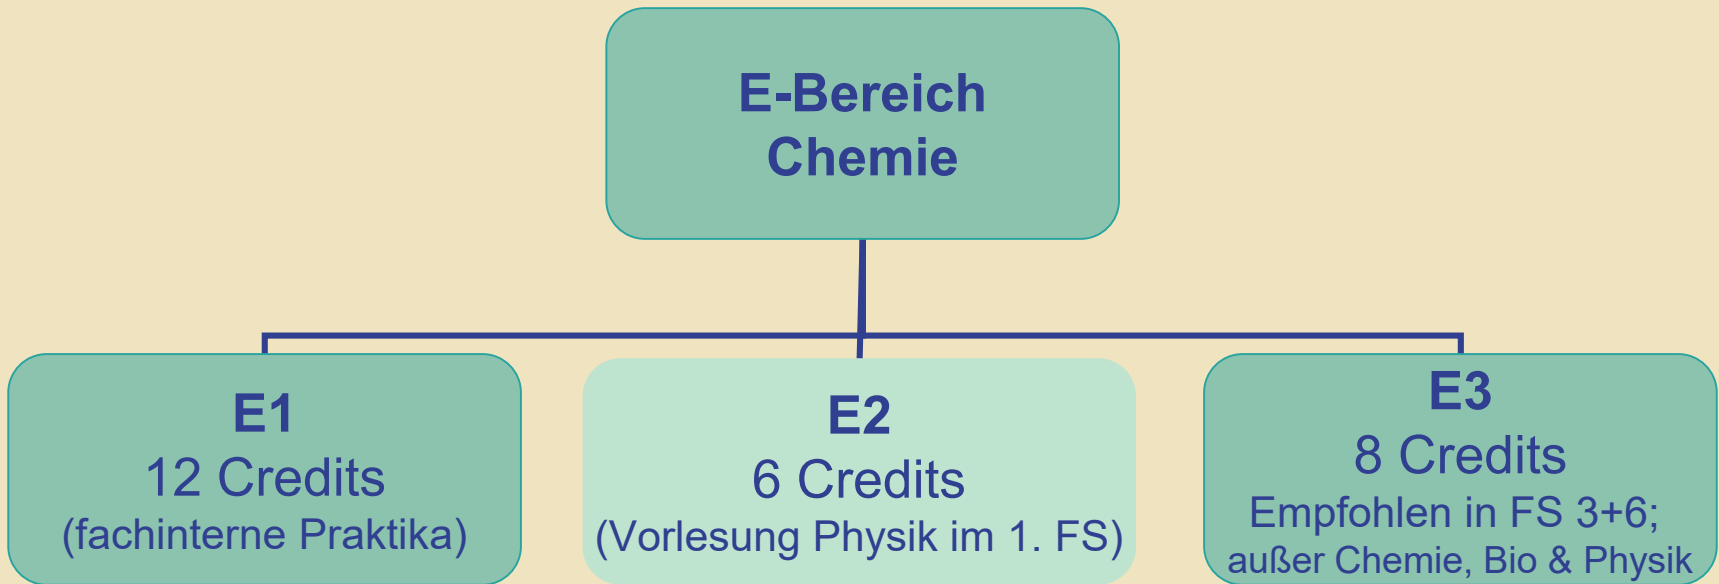 E-Bereich
Chemie
E1
12 Credits
(fachinterne Praktika)
E2
6 Credits
(Vorlesung Physik im 1. FS)
E3
8 Credits
Empfohlen in FS 3+6;
außer Chemie, Bio & Physik